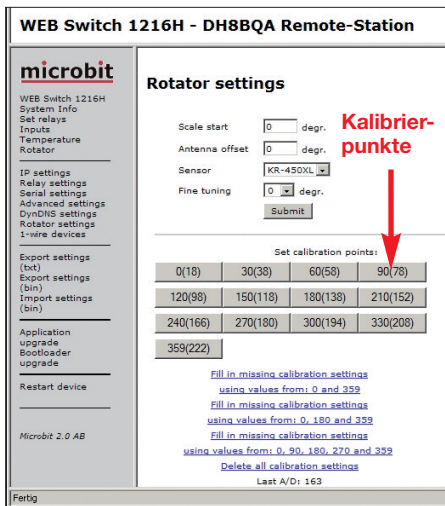 WEB Switch 1216H - DH8BQA Remote-Station
microbit
WEB Switch 1216H
System Info
Set relays
Inputs
Temperature
Rotator
IP settings
Relay settings
Serial settings
Advanced settings
DynDNS settings
Rotator settings
1-wire devices
Export settings
(txt)
Export settings
(bin)
Import settings
(bin)
Application
upgrade
Bootloader
upgrade
Restart device
Microbit 2.0 AB
Rotator settings
Scale start 0 degr.
Antenna offset 0 degr.
Sensor KR-450XL
Fine tuning 0 degr.
Submit
Kalibrier-
punkte
Set calibration points:
0(18) 30(38) 60(58) 90(78)
120(98) 150(118) 180(138) 210(152)
240(166) 270(180) 300(194) 330(208)
359(222)
Fill in missing calibration settings
using values from: 0 and 359
Fill in missing calibration settings
using values from: 0, 180 and 359
Fill in missing calibration settings
using values from: 0, 90, 180, 270 and 359
Delete all calibration settings
Last A/D: 163
Fertig